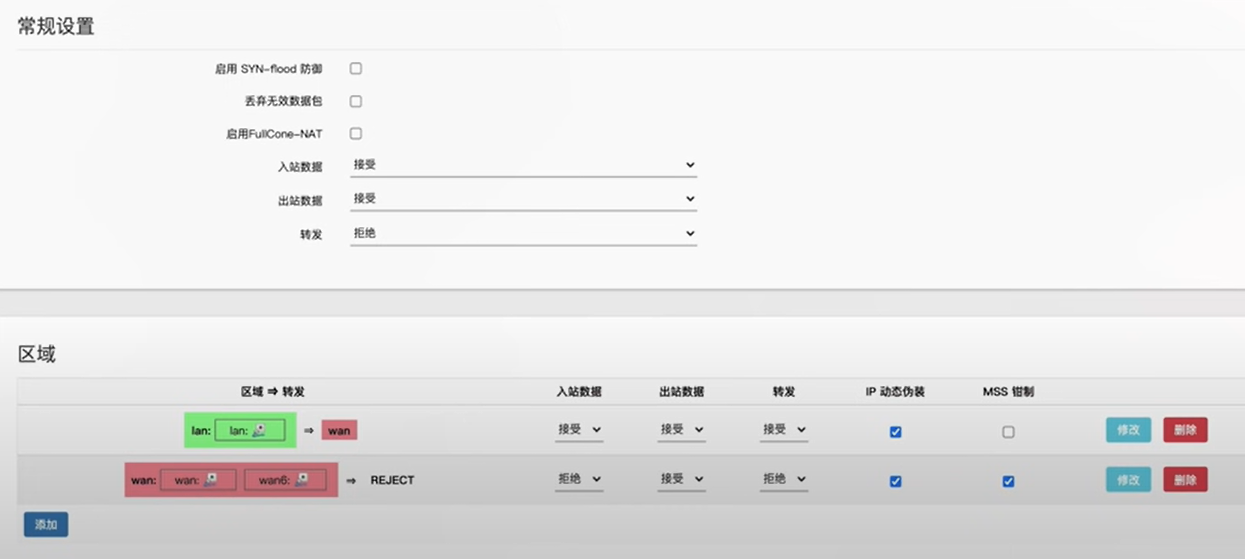 常规设置
启用 SYN-flood 防御
丢弃无效数据包
启用FullCone-NAT
入站数据 接受
出站数据 接受
转发 拒绝
区域
区域 ⇒ 转发 入站数据 出站数据 转发 IP 动态伪装 MSS 钳制
lan: lan: ⇒ wan 接受 接受 接受 修改 删除
wan: wan: wan6: ⇒ REJECT 拒绝 接受 拒绝 修改 删除
添加